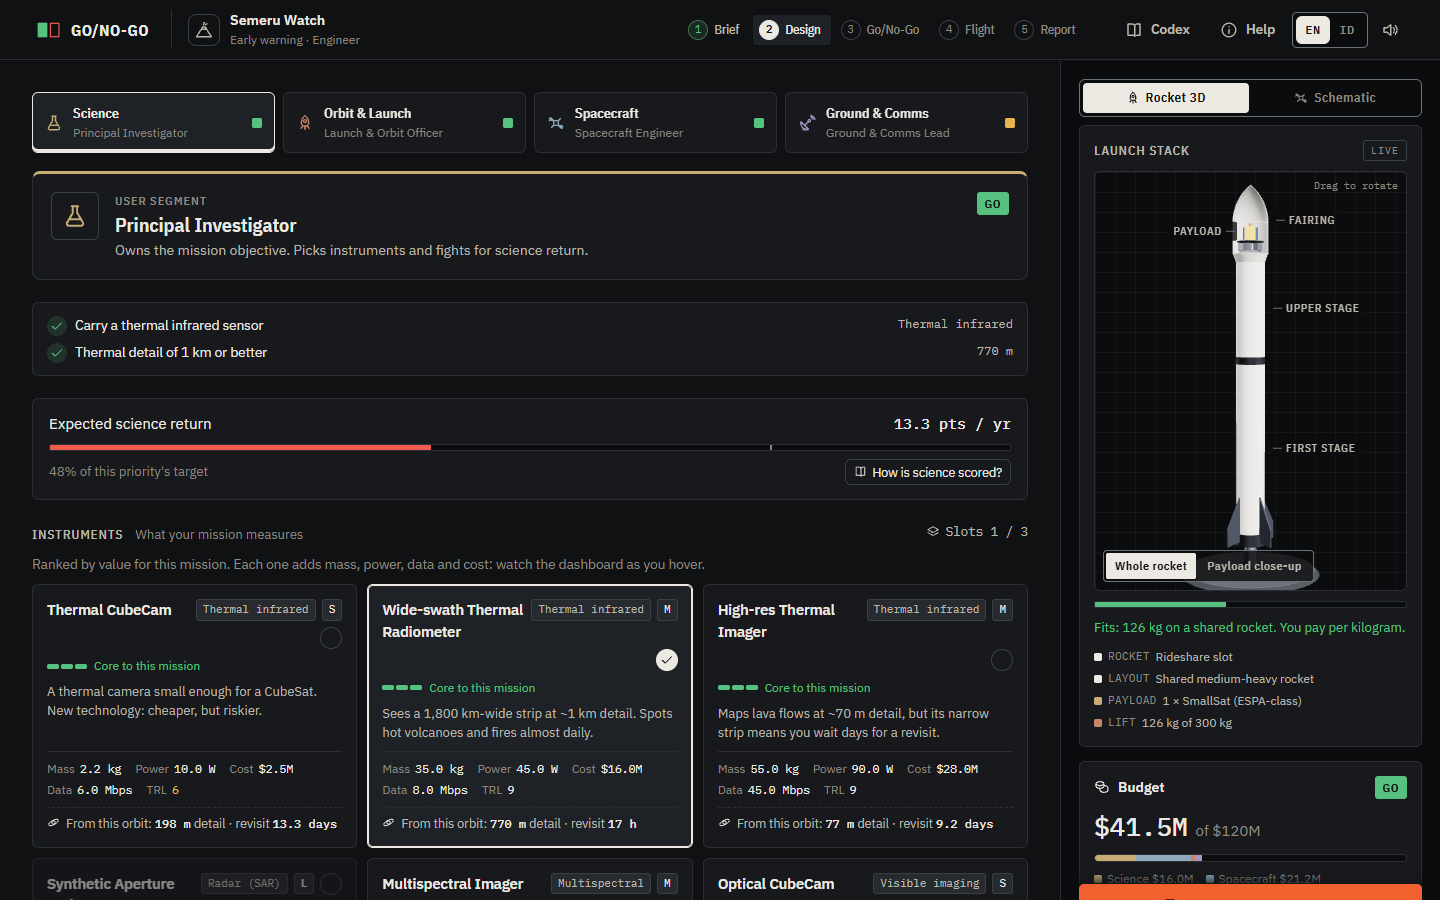 GO/NO-GO
Semeru Watch
Early warning · Engineer
1 Brief
2 Design
3 Go/No-Go
4 Flight
5 Report
Codex
Help
EN ID
Science
Principal Investigator
Orbit & Launch
Launch & Orbit Officer
Spacecraft
Spacecraft Engineer
Ground & Comms
Ground & Comms Lead
USER SEGMENT
Principal Investigator
Owns the mission objective. Picks instruments and fights for science return.
GO
Carry a thermal infrared sensor Thermal infrared
Thermal detail of 1 km or better 770 m
Expected science return 13.3 pts / yr
48% of this priority's target
How is science scored?
INSTRUMENTS What your mission measures Slots 1 / 3
Ranked by value for this mission. Each one adds mass, power, data and cost: watch the dashboard as you hover.
Thermal CubeCam Thermal infrared S
Core to this mission
A thermal camera small enough for a CubeSat.
New technology: cheaper, but riskier.
Mass 2.2 kg Power 10.0 W Cost $2.5M
Data 6.0 Mbps TRL 6
From this orbit: 198 m detail · revisit 13.3 days
Wide-swath Thermal Radiometer Thermal infrared M
Core to this mission
Sees a 1,800 km-wide strip at ~1 km detail. Spots
hot volcanoes and fires almost daily.
Mass 35.0 kg Power 45.0 W Cost $16.0M
Data 8.0 Mbps TRL 9
From this orbit: 770 m detail · revisit 17 h
High-res Thermal Imager Thermal infrared M
Core to this mission
Maps lava flows at ~70 m detail, but its narrow
strip means you wait days for a revisit.
Mass 55.0 kg Power 90.0 W Cost $28.0M
Data 45.0 Mbps TRL 9
From this orbit: 77 m detail · revisit 9.2 days
Synthetic Aperture Radar (SAR) L
Multispectral Imager Multispectral M
Optical CubeCam Visible imaging S
Rocket 3D
Schematic
LAUNCH STACK LIVE
Drag to rotate
FAIRING
PAYLOAD
UPPER STAGE
FIRST STAGE
Whole rocket Payload close-up
Fits: 126 kg on a shared rocket. You pay per kilogram.
ROCKET Rideshare slot
LAYOUT Shared medium-heavy rocket
PAYLOAD 1 × SmallSat (ESPA-class)
LIFT 126 kg of 300 kg
Budget GO
$41.5M of $120M
Science $16.0M Spacecraft $21.2M